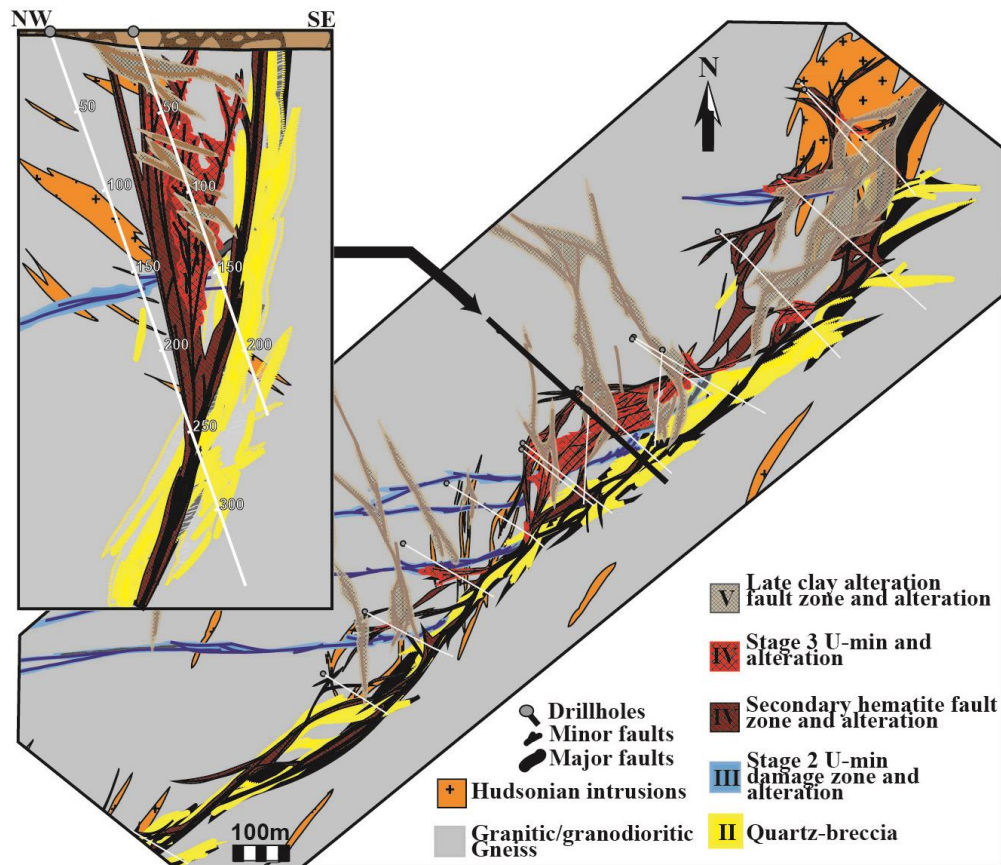 NW
SE
50
50
100
100
150
150
200
200
250
300
N
V Late clay alteration
fault zone and alteration
IV Stage 3 U-min and
alteration
IV Secondary hematite fault
zone and alteration
III Stage 2 U-min
damage zone and
alteration
II Quartz-breccia
Drillholes
Minor faults
Major faults
Hudsonian intrusions
Granitic/granodioritic
Gneiss
100m